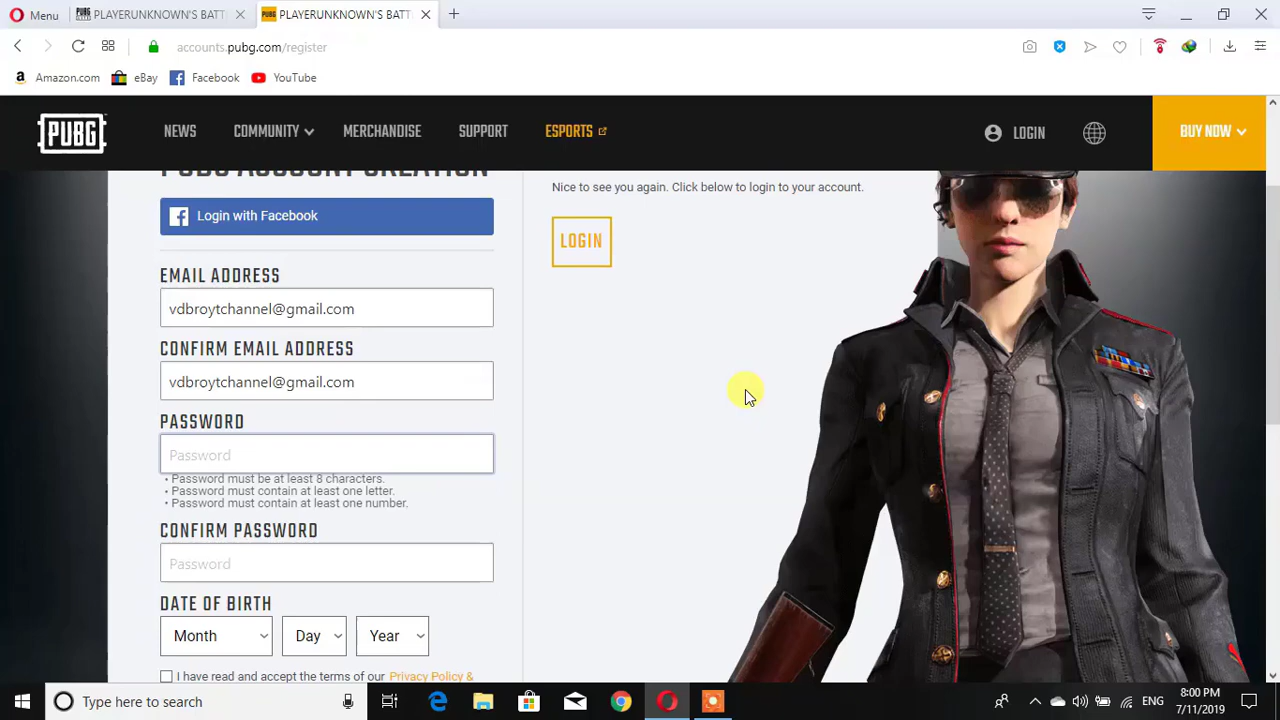 Menu
PLAYERUNKNOWN'S BATT
PLAYERUNKNOWN'S BATT
accounts.pubg.com/register
Amazon.com
eBay
Facebook
YouTube
PUBG
NEWS
COMMUNITY
MERCHANDISE
SUPPORT
ESPORTS
LOGIN
BUY NOW
PUBG ACCOUNT CREATION
Login with Facebook
EMAIL ADDRESS
vdbroytchannel@gmail.com
CONFIRM EMAIL ADDRESS
vdbroytchannel@gmail.com
PASSWORD
Password
• Password must be at least 8 characters.
• Password must contain at least one letter.
• Password must contain at least one number.
CONFIRM PASSWORD
Password
DATE OF BIRTH
Month
Day
Year
I have read and accept the terms of our Privacy Policy &
Nice to see you again. Click below to login to your account.
LOGIN
Type here to search
ENG
8:00 PM
7/11/2019